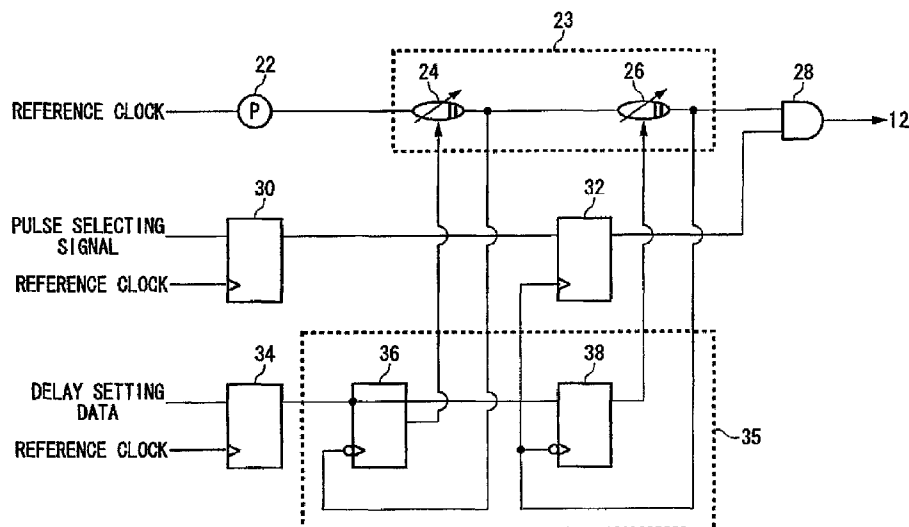 23
22
24
26
28
REFERENCE CLOCK
P
12
30
32
PULSE SELECTING
SIGNAL
REFERENCE CLOCK
34
36
38
DELAY SETTING
DATA
35
REFERENCE CLOCK